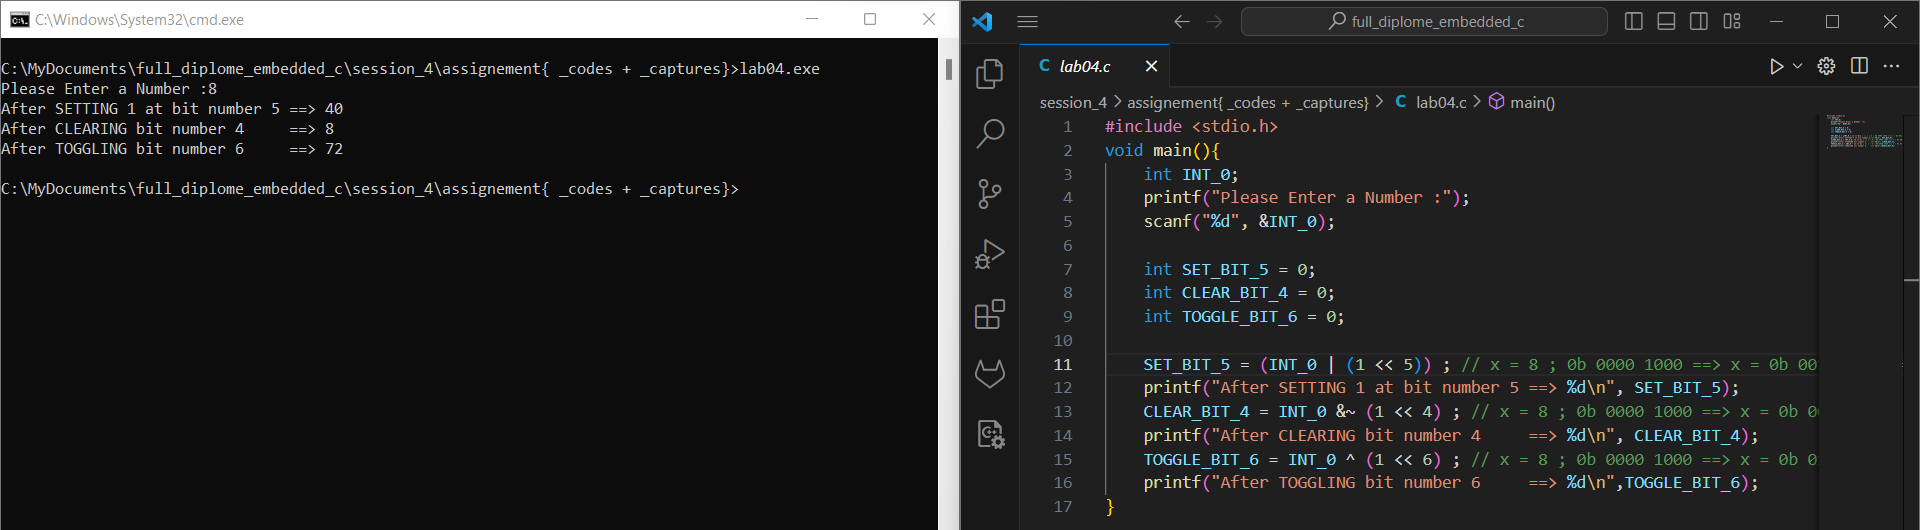 C:\Windows\System32\cmd.exe
C:\MyDocuments\full_diplome_embedded_c\session_4\assignement{ _codes + _captures}>lab04.exe
Please Enter a Number :8
After SETTING 1 at bit number 5 ==> 40
After CLEARING bit number 4     ==> 8
After TOGGLING bit number 6     ==> 72
C:\MyDocuments\full_diplome_embedded_c\session_4\assignement{ _codes + _captures}>
full_diplome_embedded_c
C lab04.c
session_4 > assignement{ _codes + _captures} > C lab04.c > main()
1 #include <stdio.h>
2 void main(){
3     int INT_0;
4     printf("Please Enter a Number :");
5     scanf("%d", &INT_0);
6
7     int SET_BIT_5 = 0;
8     int CLEAR_BIT_4 = 0;
9     int TOGGLE_BIT_6 = 0;
10
11     SET_BIT_5 = (INT_0 | (1 << 5)) ; // x = 8 ; 0b 0000 1000 ==> x = 0b 00
12     printf("After SETTING 1 at bit number 5 ==> %d\n", SET_BIT_5);
13     CLEAR_BIT_4 = INT_0 &~ (1 << 4) ; // x = 8 ; 0b 0000 1000 ==> x = 0b 0
14     printf("After CLEARING bit number 4     ==> %d\n", CLEAR_BIT_4);
15     TOGGLE_BIT_6 = INT_0 ^ (1 << 6) ; // x = 8 ; 0b 0000 1000 ==> x = 0b 0
16     printf("After TOGGLING bit number 6     ==> %d\n",TOGGLE_BIT_6);
17 }